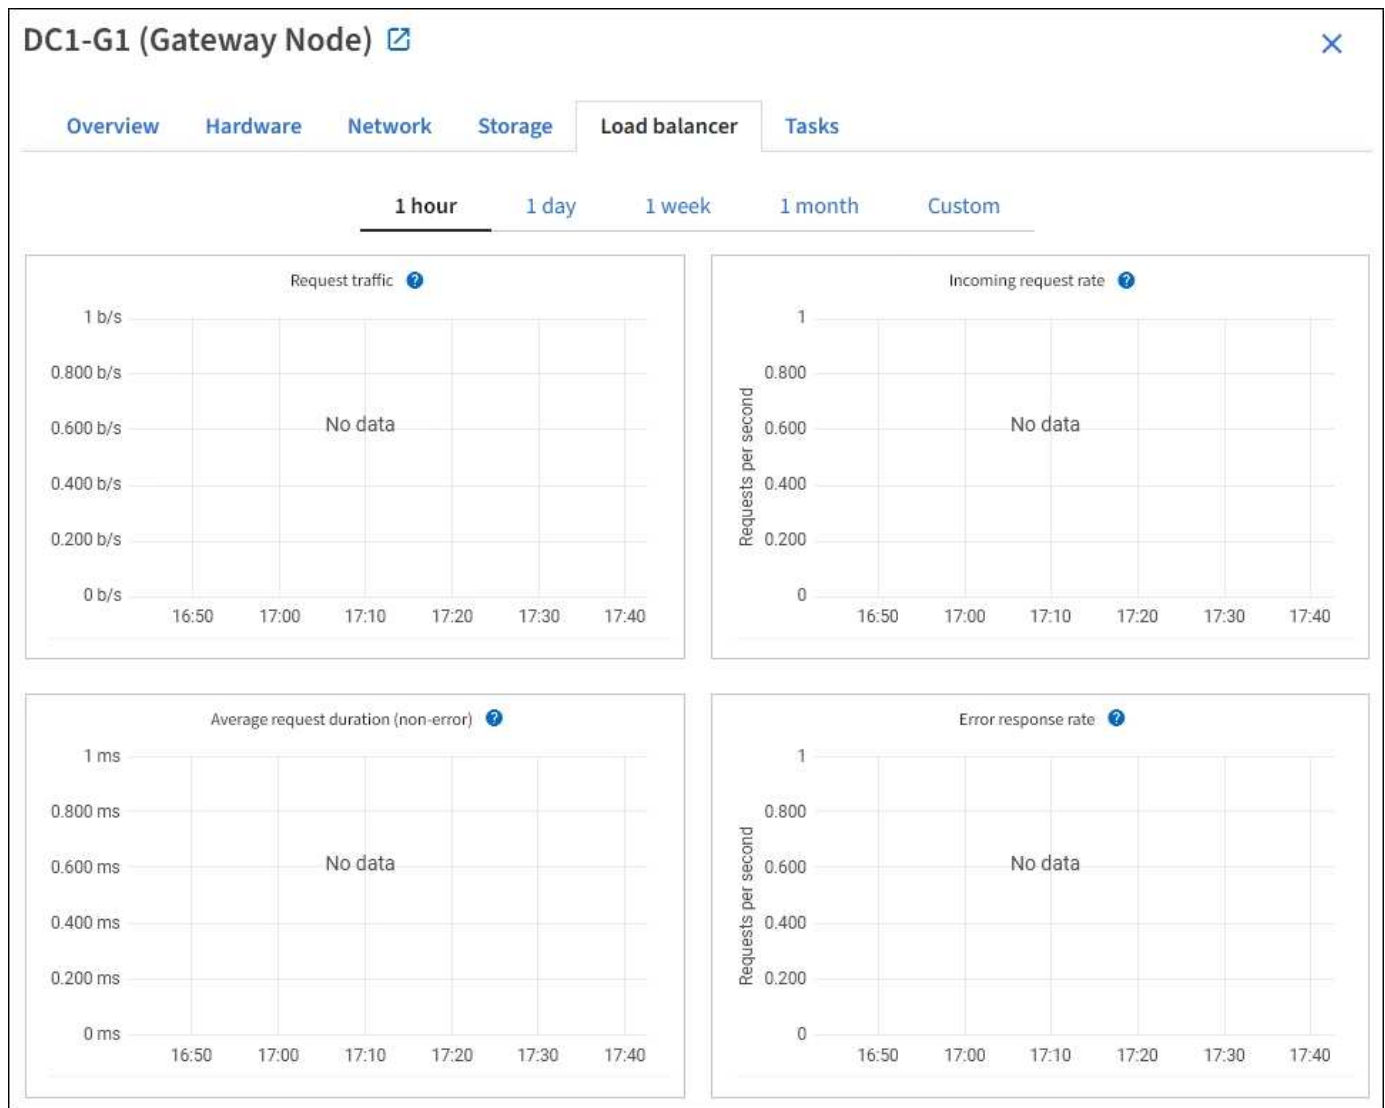 DC1-G1 (Gateway Node)
Overview Hardware Network Storage Load balancer Tasks
1 hour 1 day 1 week 1 month Custom
Request traffic
1 b/s
0.800 b/s
0.600 b/s
0.400 b/s
0.200 b/s
0 b/s
No data
16:50 17:00 17:10 17:20 17:30 17:40
Incoming request rate
Requests per second
1
0.800
0.600
0.400
0.200
0
No data
16:50 17:00 17:10 17:20 17:30 17:40
Average request duration (non-error)
1 ms
0.800 ms
0.600 ms
0.400 ms
0.200 ms
0 ms
No data
16:50 17:00 17:10 17:20 17:30 17:40
Error response rate
Requests per second
1
0.800
0.600
0.400
0.200
0
No data
16:50 17:00 17:10 17:20 17:30 17:40